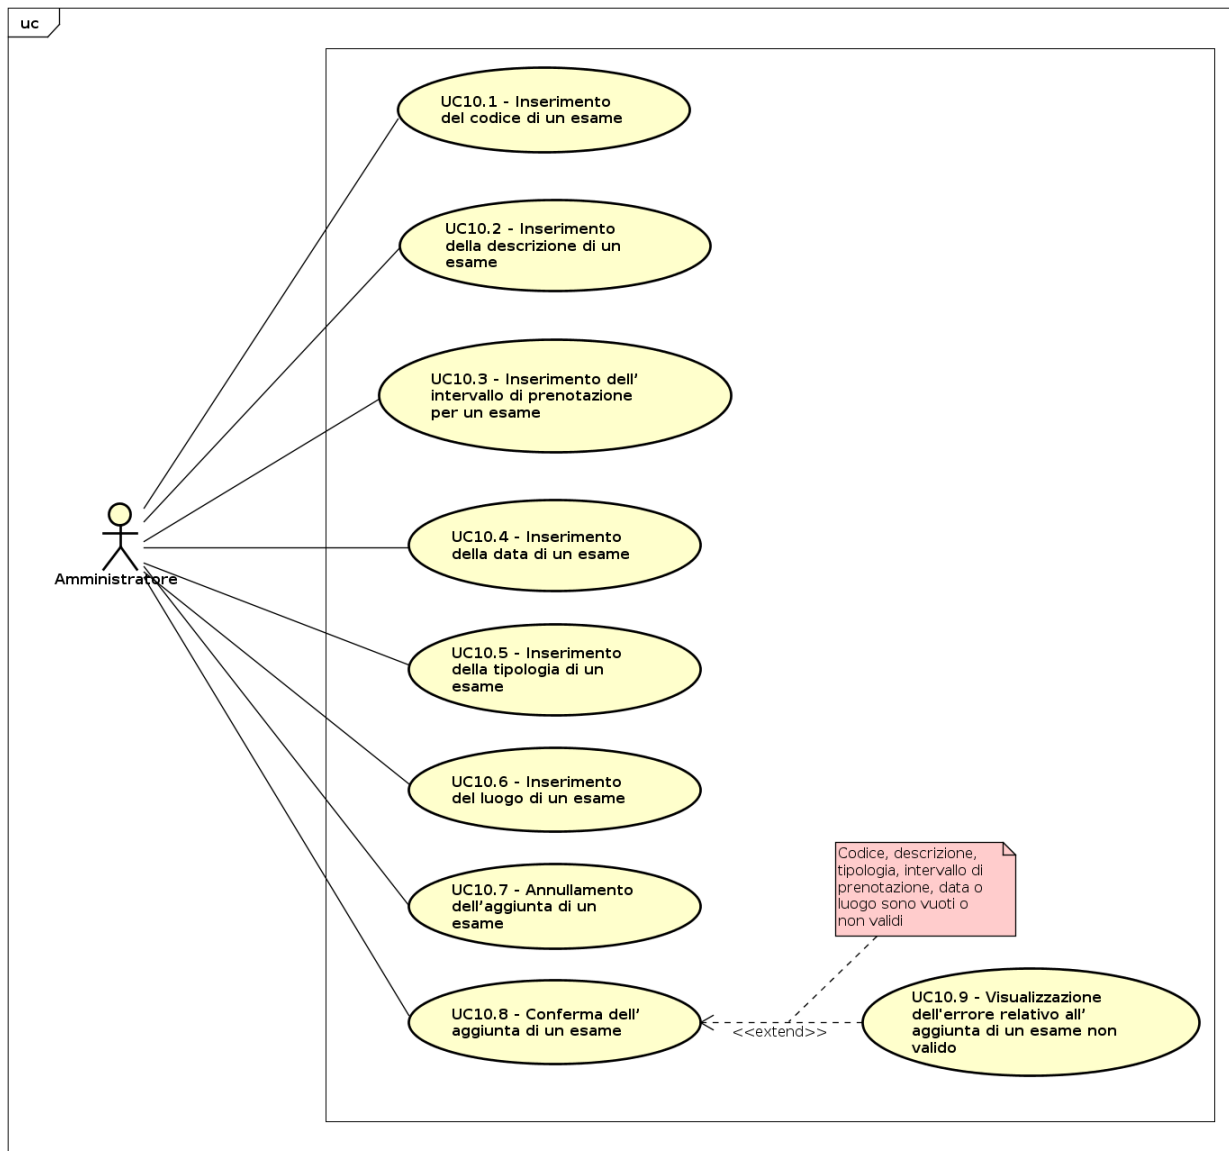 uc
UC10.1 - Inserimento
del codice di un esame
UC10.2 - Inserimento
della descrizione di un
esame
UC10.3 - Inserimento dell’
intervallo di prenotazione
per un esame
UC10.4 - Inserimento
della data di un esame
Amministratore
UC10.5 - Inserimento
della tipologia di un
esame
UC10.6 - Inserimento
del luogo di un esame
UC10.7 - Annullamento
dell’aggiunta di un
esame
Codice, descrizione,
tipologia, intervallo di
prenotazione, data o
luogo sono vuoti o
non validi
UC10.8 - Conferma dell’
aggiunta di un esame
<<extend>>
UC10.9 - Visualizzazione
dell'errore relativo all’
aggiunta di un esame non
valido